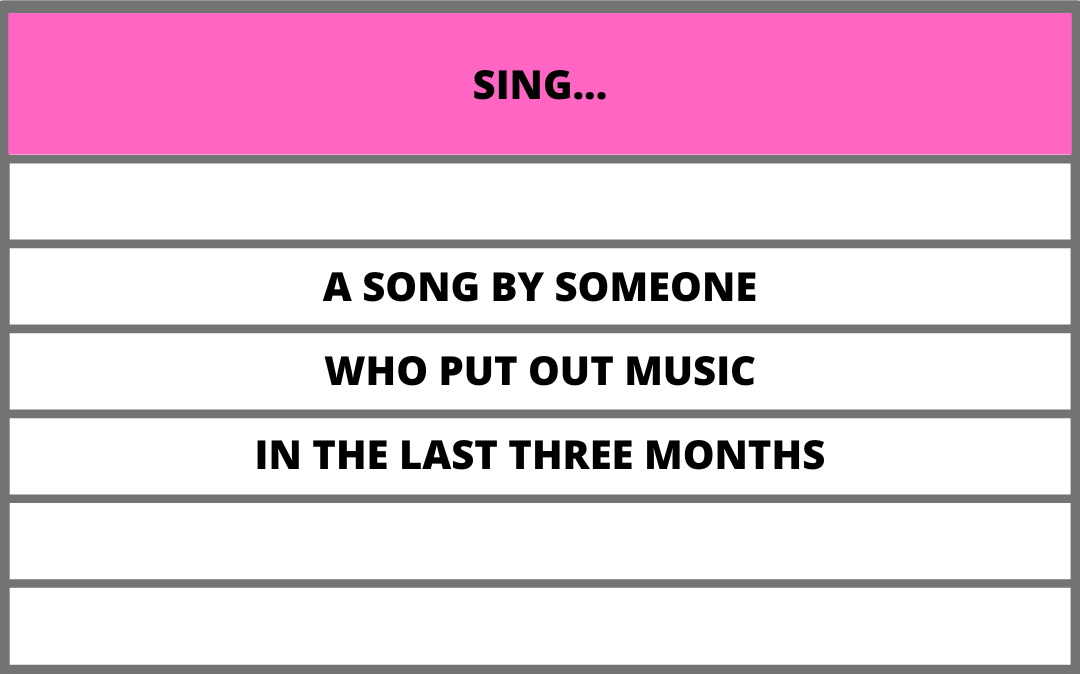 SING...
A SONG BY SOMEONE
WHO PUT OUT MUSIC
IN THE LAST THREE MONTHS